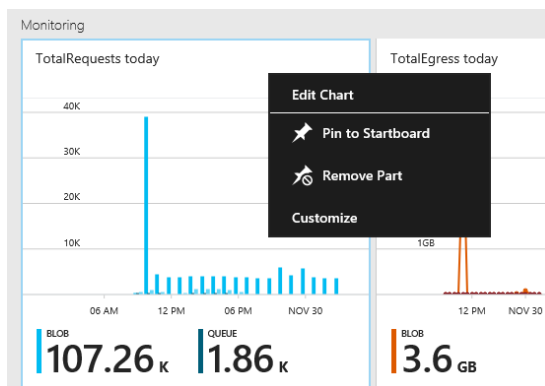 Monitoring
TotalRequests today
TotalEgress today
Edit Chart
Pin to Startboard
Remove Part
Customize
40K
30K
20K
10K
1GB
06 AM 12 PM 06 PM NOV 30
12 PM NOV 30
BLOB
107.26 K
QUEUE
1.86 K
BLOB
3.6 GB